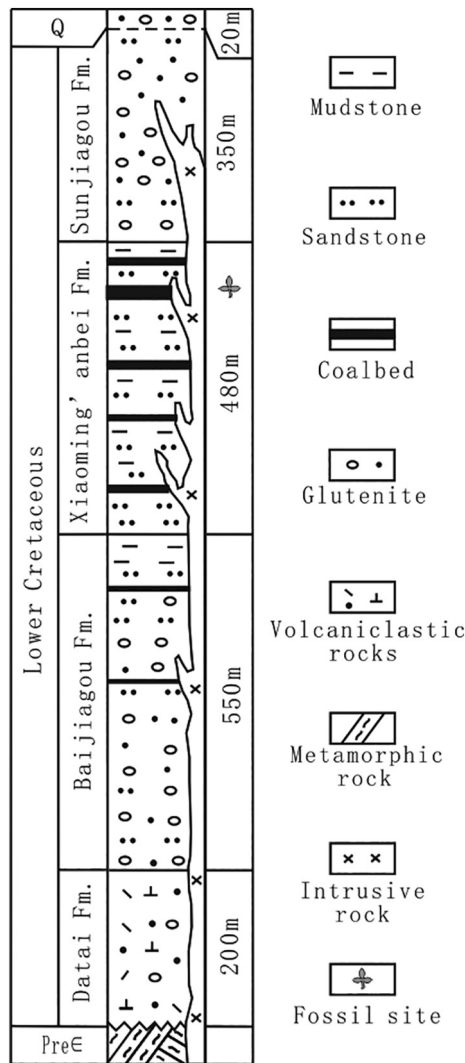 Q
20m
Lower Cretaceous
Sunjiagou Fm.
350m
Xiaoming' anbei Fm.
480m
Baijiagou Fm.
550m
Datai Fm.
200m
Pre∈
Mudstone
Sandstone
Coalbed
Glutenite
Volcaniclastic
rocks
Metamorphic
rock
Intrusive
rock
Fossil site